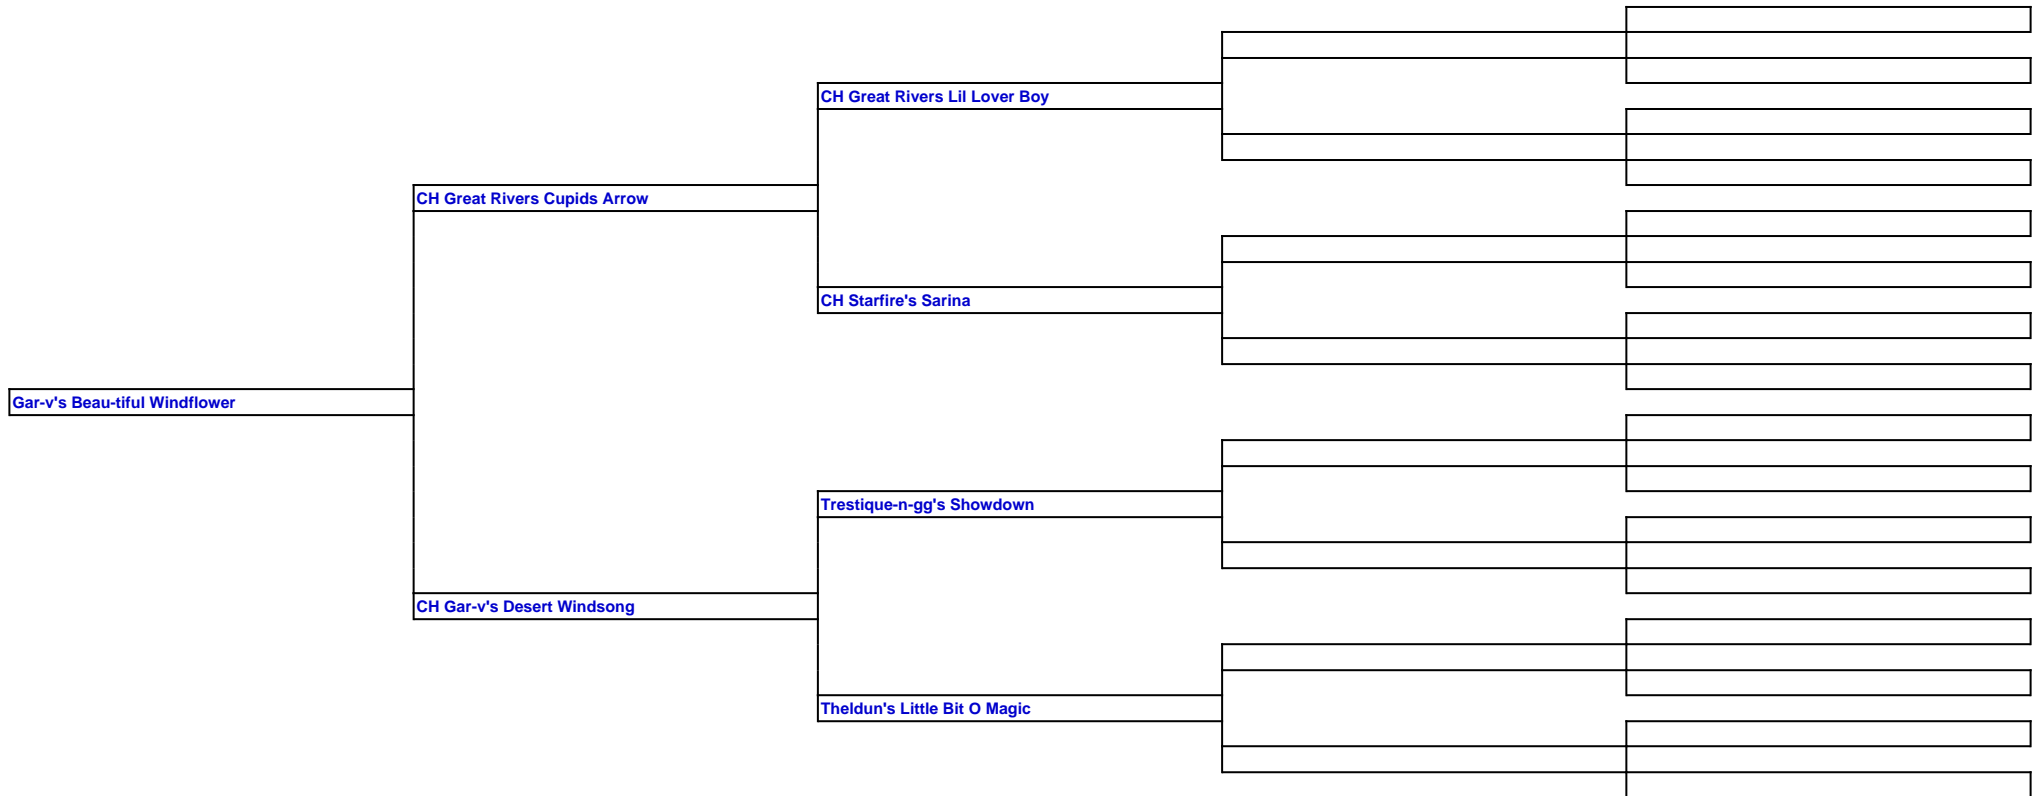 CH Great Rivers Lil Lover Boy
CH Great Rivers Cupids Arrow
CH Starfire's Sarina
Gar-v's Beau-tiful Windflower
Trestique-n-gg's Showdown
CH Gar-v's Desert Windsong
Theldun's Little Bit O Magic